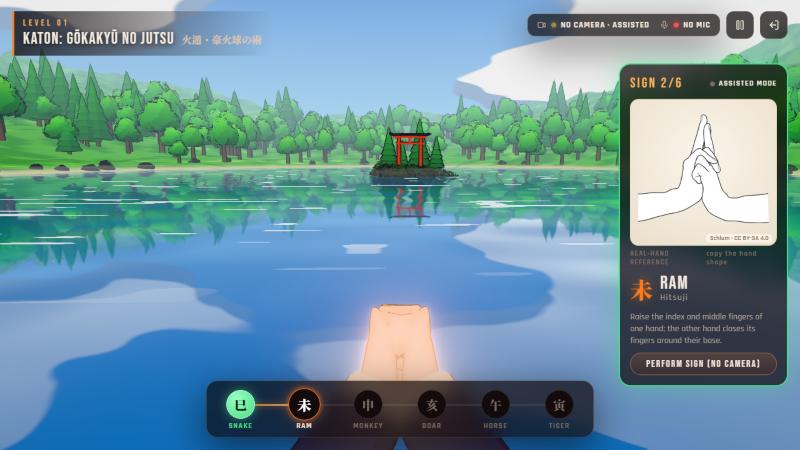 LEVEL 01
KATON: GŌKAKYŪ NO JUTSU 火遁・豪火球の術
NO CAMERA · ASSISTED
NO MIC
SIGN 2/6
ASSISTED MODE
Schlum · CC BY-SA 4.0
REAL-HAND REFERENCE
copy the hand shape
未 RAM
Hitsuji
Raise the index and middle fingers of
one hand; the other hand closes its
fingers around their base.
PERFORM SIGN (NO CAMERA)
巳 未 申 亥 午 寅
SNAKE RAM MONKEY BOAR HORSE TIGER